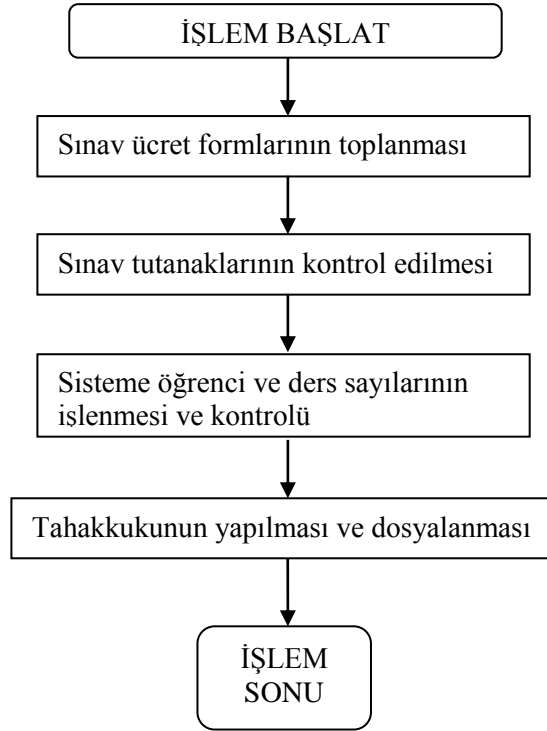 İŞLEM BAŞLAT
Sınav ücret formlarının toplanması
Sınav tutanaklarının kontrol edilmesi
Sisteme öğrenci ve ders sayılarının
işlenmesi ve kontrolü
Tahakkukunun yapılması ve dosyalanması
İŞLEM
SONU